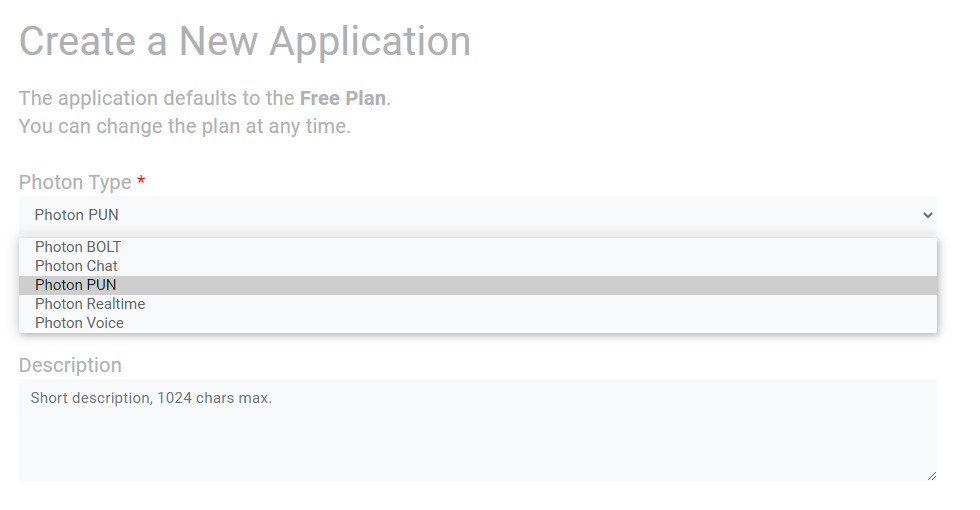 Create a New Application
The application defaults to the Free Plan.
You can change the plan at any time.
Photon Type *
Photon PUN
Photon BOLT
Photon Chat
Photon PUN
Photon Realtime
Photon Voice
Description
Short description, 1024 chars max.